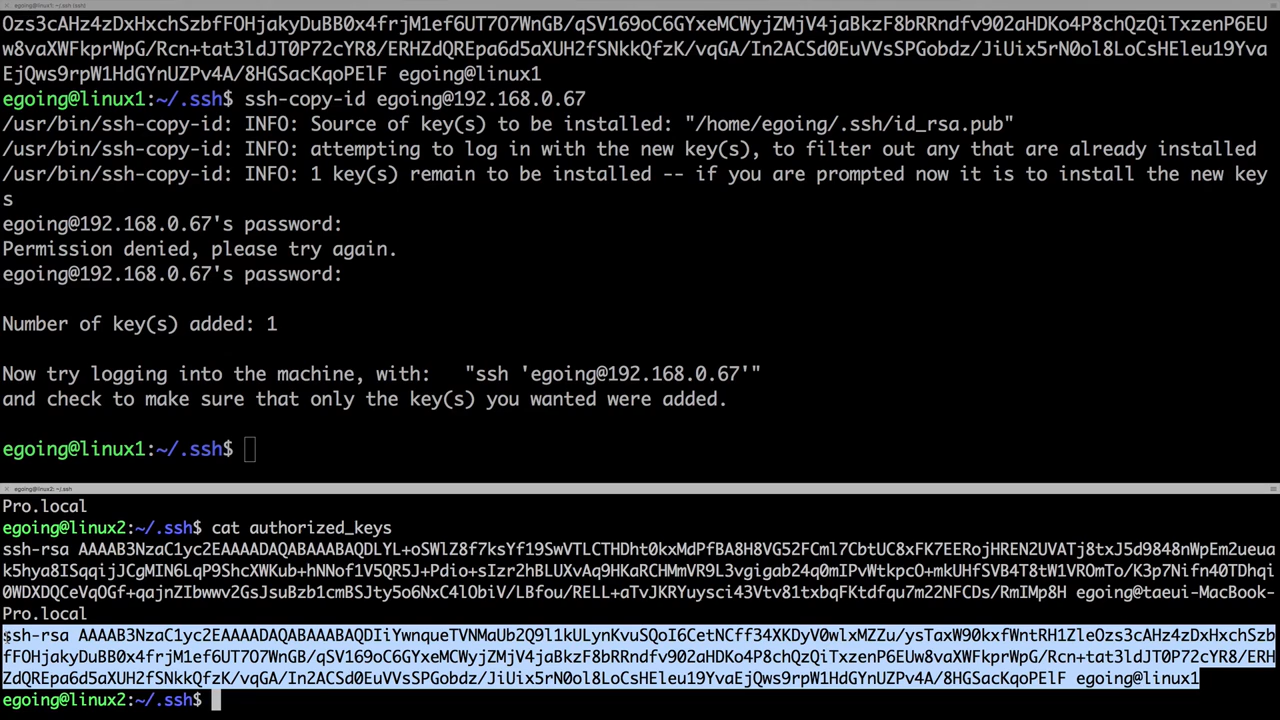 Ozs3cAHz4zDxHxchSzbfFOHjakyDuBB0x4frjM1ef6UT7O7WnGB/qSV169oC6GYxeMCWyjZMjV4jaBkzF8bRRndfv902aHDKo4P8chQzQiTxzenP6EU
w8vaXWFkprWpG/Rcn+tat3ldJT0P72cYR8/ERHZdQREpa6d5aXUH2fSNkkQfzK/vqGA/In2ACSd0EuVVsSPGobdz/JiUix5rN0ol8LoCsHEleu19Yva
EjQws9rpW1HdGYnUZPv4A/8HGSacKqoPElF egoing@linux1
egoing@linux1:~/.ssh$ ssh-copy-id egoing@192.168.0.67
/usr/bin/ssh-copy-id: INFO: Source of key(s) to be installed: "/home/egoing/.ssh/id_rsa.pub"
/usr/bin/ssh-copy-id: INFO: attempting to log in with the new key(s), to filter out any that are already installed
/usr/bin/ssh-copy-id: INFO: 1 key(s) remain to be installed -- if you are prompted now it is to install the new key
s
egoing@192.168.0.67's password:
Permission denied, please try again.
egoing@192.168.0.67's password:
Number of key(s) added: 1
Now try logging into the machine, with:   "ssh 'egoing@192.168.0.67'"
and check to make sure that only the key(s) you wanted were added.
egoing@linux1:~/.ssh$
egoing@linux2: ~/.ssh
Pro.local
egoing@linux2:~/.ssh$ cat authorized_keys
ssh-rsa AAAAB3NzaC1yc2EAAAADAQABAAABAQDLYL+oSWlZ8f7ksYf19SwVTLCTHDht0kxMdPfBA8H8VG52FCml7CbtUC8xFK7EERojHREN2UVATj8txJ5d9848nWpEm2ueua
k5hya8ISqqijJCgMIN6LqP9ShcXWKub+hNNof1V5QR5J+Pdio+sIzr2hBLUXvAq9HKaRCHMmVR9L3vgigab24q0mIPvWtkpcO+mkUHfSVB4T8tW1VROmTo/K3p7Nifn40TDhqi
0WDXDQCeVqOGf+qajnZIbwwv2GsJsuBzb1cmBSJty5o6NxC4lObiV/LBfou/RELL+aTvJKRYuysci43Vtv81txbqFKtdfqu7m22NFCDs/RmIMp8H egoing@taeui-MacBook-
Pro.local
ssh-rsa AAAAB3NzaC1yc2EAAAADAQABAAABAQDIiYwnqueTVNMaUb2Q9l1kULynKvuSQoI6CetNCff34XKDyV0wlxMZZu/ysTaxW90kxfWntRH1ZleOzs3cAHz4zDxHxchSzb
fFOHjakyDuBB0x4frjM1ef6UT7O7WnGB/qSV169oC6GYxeMCWyjZMjV4jaBkzF8bRRndfv902aHDKo4P8chQzQiTxzenP6EUw8vaXWFkprWpG/Rcn+tat3ldJT0P72cYR8/ERH
ZdQREpa6d5aXUH2fSNkkQfzK/vqGA/In2ACSd0EuVVsSPGobdz/JiUix5rN0ol8LoCsHEleu19YvaEjQws9rpW1HdGYnUZPv4A/8HGSacKqoPElF egoing@linux1
egoing@linux2:~/.ssh$